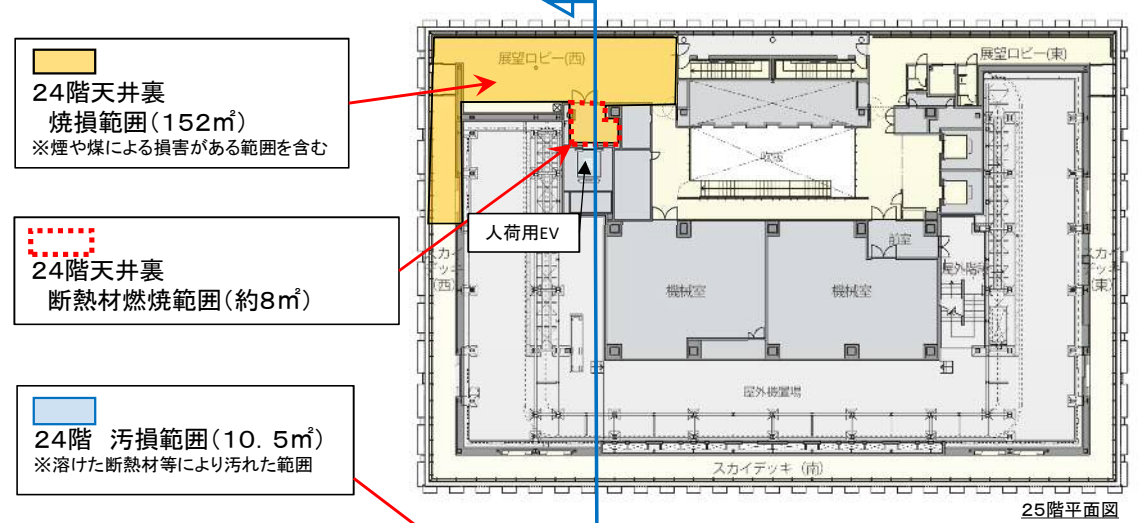 24階天井裏
焼損範囲(152㎡)
※煙や煤による損害がある範囲を含む
24階天井裏
断熱材燃焼範囲(約8㎡)
24階 汚損範囲(10.5㎡)
※溶けた断熱材等により汚れた範囲
展望ロビー(西)
展望ロビー(東)
吹抜
人荷用EV
前室
スカイデッキ(西)
機械室
機械室
屋外階段
スカイデッキ(東)
屋外機置場
スカイデッキ (南)
25階平面図